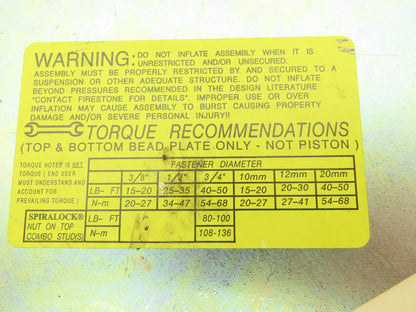 WARNING: DO NOT INFLATE ASSEMBLY WHEN IT IS
UNRESTRICTED AND/OR UNSECURED.
ASSEMBLY MUST BE PROPERLY RESTRICTED BY AND SECURED TO A
SUSPENSION OR OTHER ADEQUATE STRUCTURE. DO NOT INFLATE
BEYOND PRESSURES RECOMMENDED IN THE DESIGN LITERATURE
"CONTACT FIRESTONE FOR DETAILS". IMPROPER USE OR OVER
INFLATION MAY CAUSE ASSEMBLY TO BURST CAUSING PROPERTY
DAMAGE AND/OR SEVERE PERSONAL INJURY!!
TORQUE RECOMMENDATIONS
(TOP & BOTTOM BEAD PLATE ONLY - NOT PISTON)
TORQUE NOTED IS NET FASTENER DIAMETER
TORQUE ( END USER 3/8" 1/2" 3/4" 10mm 12mm 20mm
MUST UNDERSTAND AND
ACCOUNT FOR LB- FT 15-20 25-35 40-50 15-20 20-30 40-50
PREVAILING TORQUE ) N-m 20-27 34-47 54-68 20-27 27-41 54-68
SPIRALOCK® LB- FT 80-100
NUT ON TOP
COMBO STUD(S) N-m 108-136